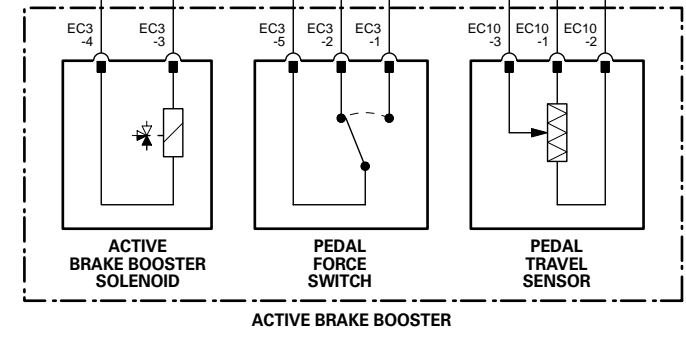 EC3 EC3 EC3 EC3 EC3 EC10 EC10 EC10
-4 -3 -5 -2 -1 -3 -1 -2
ACTIVE
BRAKE BOOSTER
SOLENOID
PEDAL
FORCE
SWITCH
PEDAL
TRAVEL
SENSOR
ACTIVE BRAKE BOOSTER